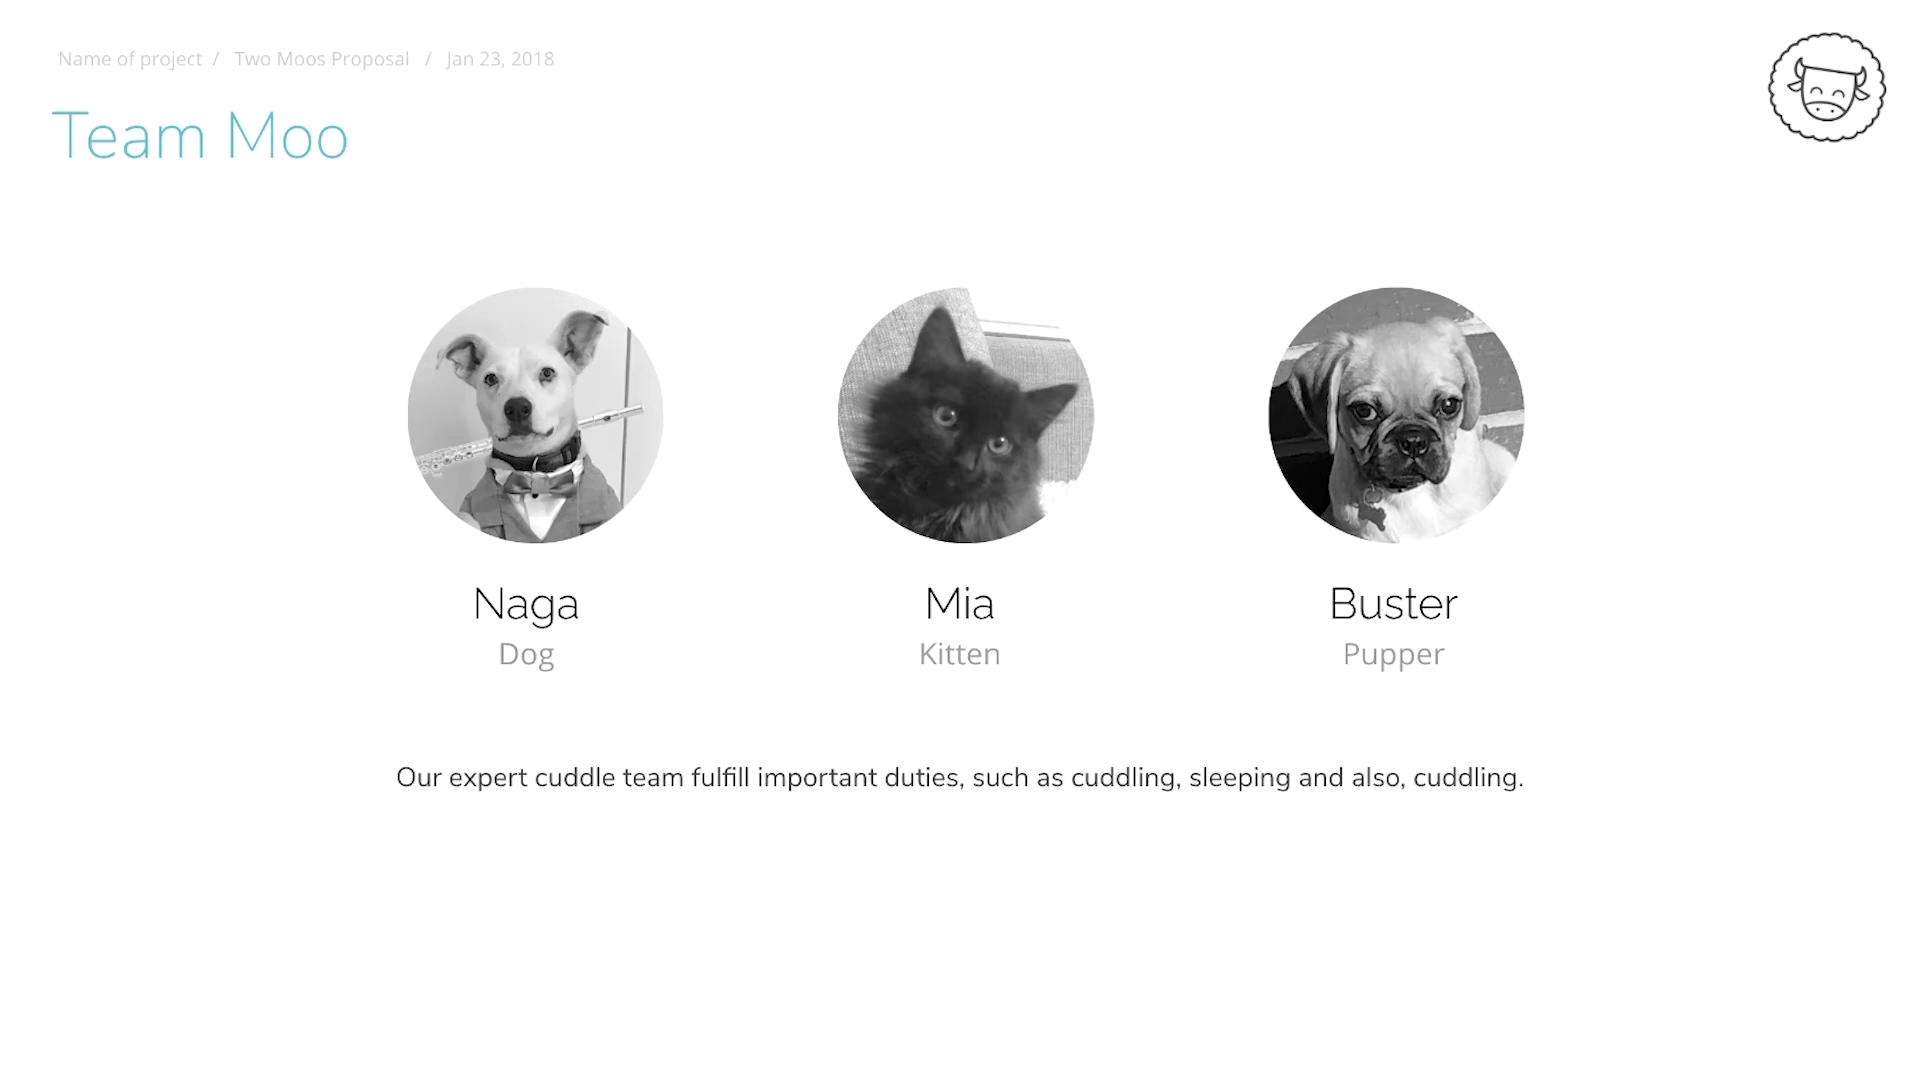 Name of project / Two Moos Proposal / Jan 23, 2018
Team Moo
Naga
Dog
Mia
Kitten
Buster
Pupper
Our expert cuddle team fulfill important duties, such as cuddling, sleeping and also, cuddling.